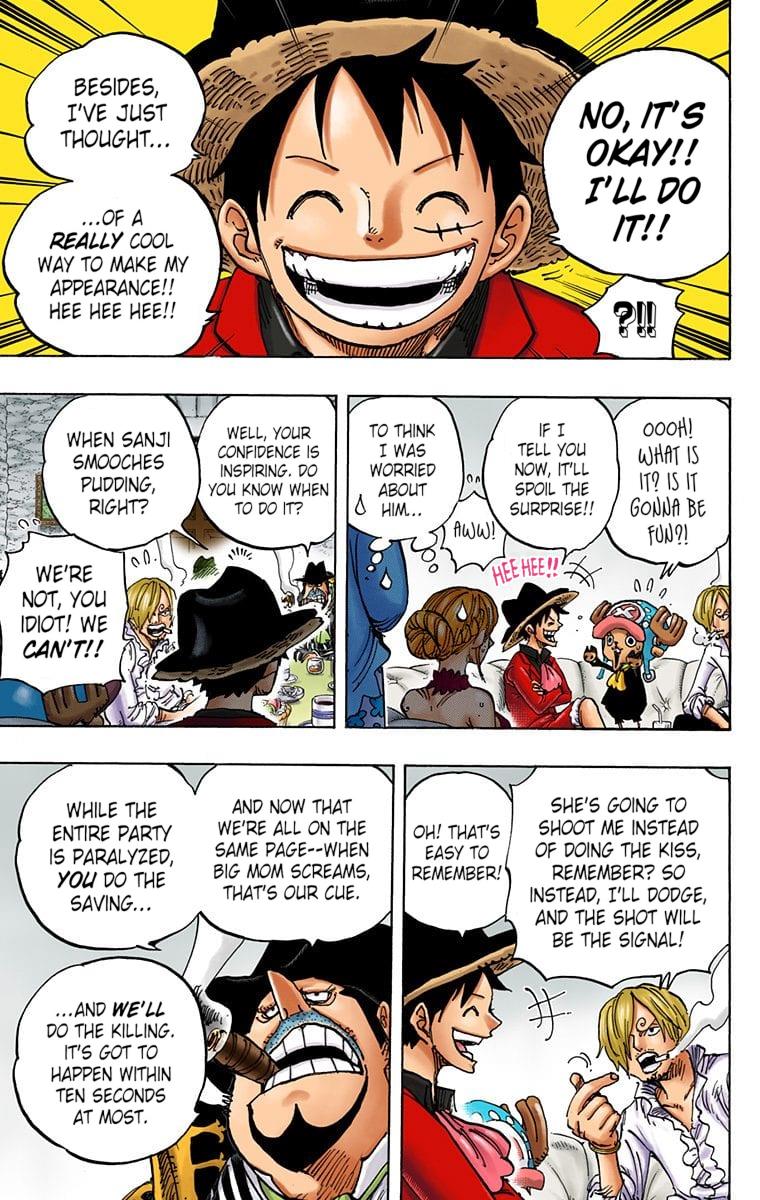 NO, IT'S
OKAY!!
I'LL DO
IT!!
?!!
BESIDES,
I'VE JUST
THOUGHT...
...OF A
REALLY COOL
WAY TO MAKE MY
APPEARANCE!!
HEE HEE HEE!!
OOOH!
WHAT IS
IT? IS IT
GONNA BE
FUN?!
IF I
TELL YOU
NOW, IT'LL
SPOIL THE
SURPRISE!!
AWW!
HEE HEE!!
TO THINK
I WAS
WORRIED
ABOUT
HIM...
WELL, YOUR
CONFIDENCE IS
INSPIRING. DO
YOU KNOW WHEN
TO DO IT?
WHEN SANJI
SMOOCHES
PUDDING,
RIGHT?
WE'RE
NOT, YOU
IDIOT! WE
CAN'T!!
SHE'S GOING TO
SHOOT ME INSTEAD
OF DOING THE KISS,
REMEMBER? SO
INSTEAD, I'LL DODGE,
AND THE SHOT WILL
BE THE SIGNAL!
OH! THAT'S
EASY TO
REMEMBER!
AND NOW THAT
WE'RE ALL ON THE
SAME PAGE--WHEN
BIG MOM SCREAMS,
THAT'S OUR CUE.
WHILE THE
ENTIRE PARTY
IS PARALYZED,
YOU DO THE
SAVING...
...AND WE'LL
DO THE KILLING.
IT'S GOT TO
HAPPEN WITHIN
TEN SECONDS
AT MOST.